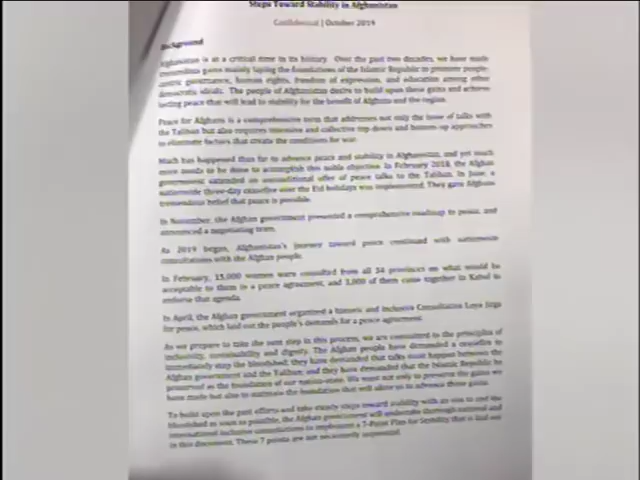 Steps Toward Stability in Afghanistan
Confidential | October 2019
Background
Afghanistan is at a critical time in its history. Over the past two decades, we have made
tremendous gains mainly laying the foundations of the Islamic Republic to promote people-
centric governance, human rights, freedom of expression, and education among other
democratic ideals. The people of Afghanistan desire to build upon these gains and achieve
lasting peace that will lead to stability for the benefit of Afghans and the region.
Peace for Afghans is a comprehensive term that addresses not only the issue of talks with
the Taliban but also requires intensive and collective top down and bottom-up approaches
to eliminate factors that create the conditions for war.
Much has happened thus far to advance peace and stability in Afghanistan, and yet much
more needs to be done to accomplish this noble objective. In February 2018, the Afghan
government extended an unconditional offer of peace talks to the Taliban. In June, a
nationwide three-day ceasefire over the Eid holidays was implemented. They gave Afghans
tremendous belief that peace is possible.
In November, the Afghan government presented a comprehensive roadmap to peace, and
announced a negotiating team.
As 2019 began, Afghanistan's journey toward peace continued with nationwide
consultations with the Afghan people.
In February, 15,000 women were consulted from all 34 provinces on what would be
acceptable to them in a peace agreement, and 3,000 of them came together in Kabul to
endorse that agenda.
In April, the Afghan government organized a historic and inclusive Consultative Loya Jirga
for peace, which laid out the people's demands for a peace agreement.
As we prepare to take the next step in this process, we are committed to the principles of
inclusivity, sustainability and dignity. The Afghan people have demanded a ceasefire to
immediately stop the bloodshed; they have demanded that talks must happen between the
Afghan government and the Taliban; and they have demanded that the Islamic Republic be
preserved as the foundation of our nation-state. We want not only to preserve the gains we
have made but also to maintain the foundation that will allow us to advance those gains.
To build upon the past efforts and take steady steps toward stability with an aim to end the
bloodshed as soon as possible, the Afghan government will undertake thorough national and
international inclusive consultations to implement a 7-Point Plan for Stability that is laid out
in this document. These 7 points are not necessarily sequential.